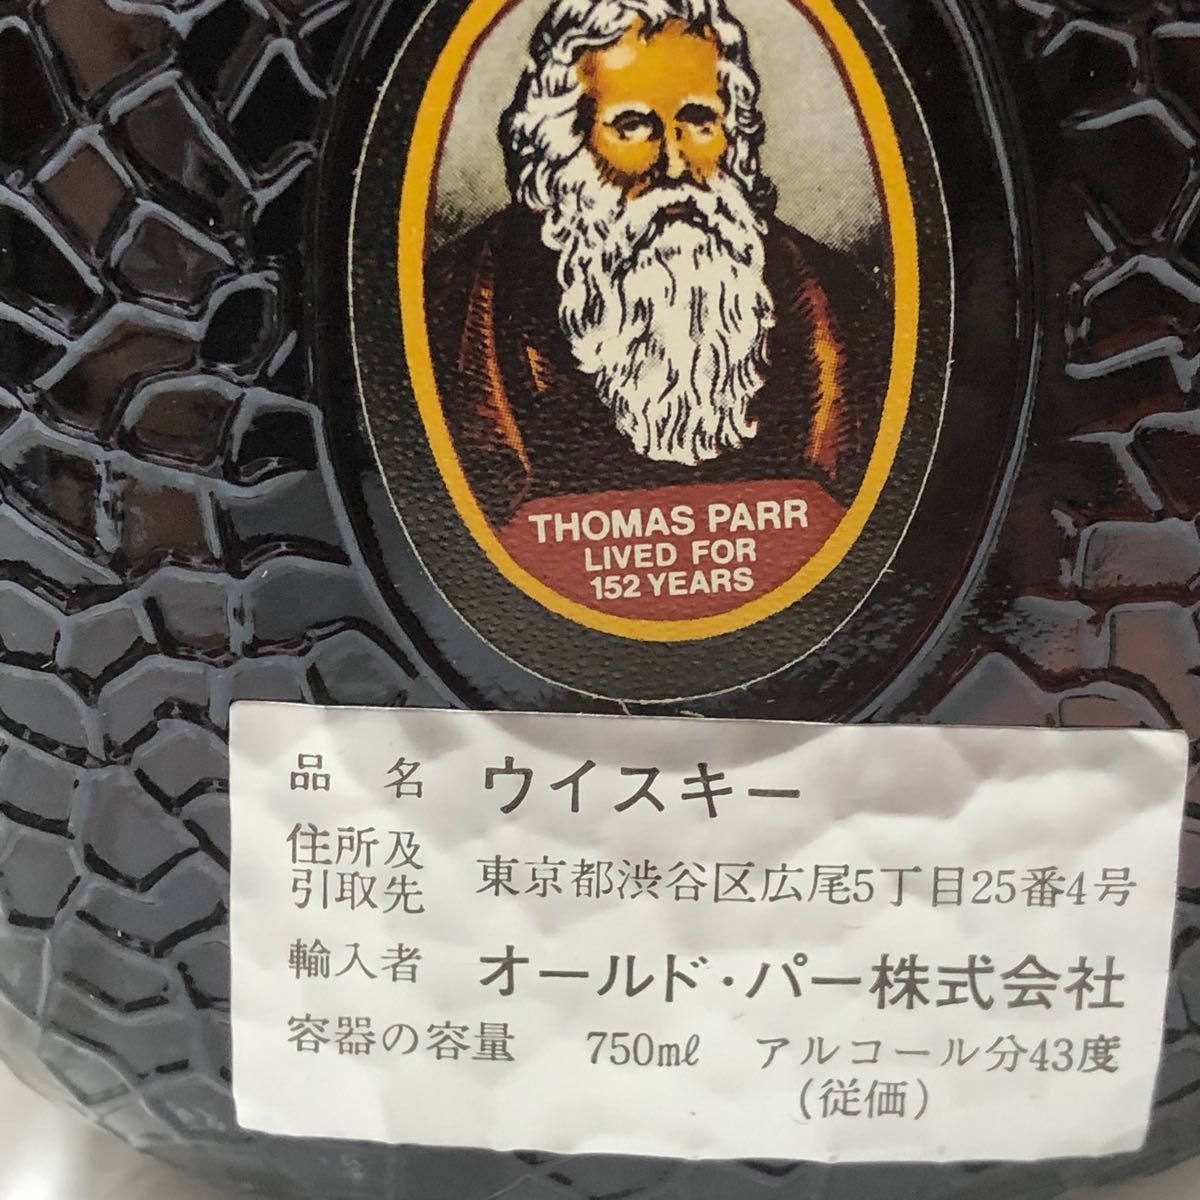 THOMAS PARR
LIVED FOR
152 YEARS
品名 ウイスキー
住所及
引取先 東京都渋谷区広尾5丁目25番4号
輸入者 オールド・パー株式会社
容器の容量 750mℓ アルコール分43度
(従価)